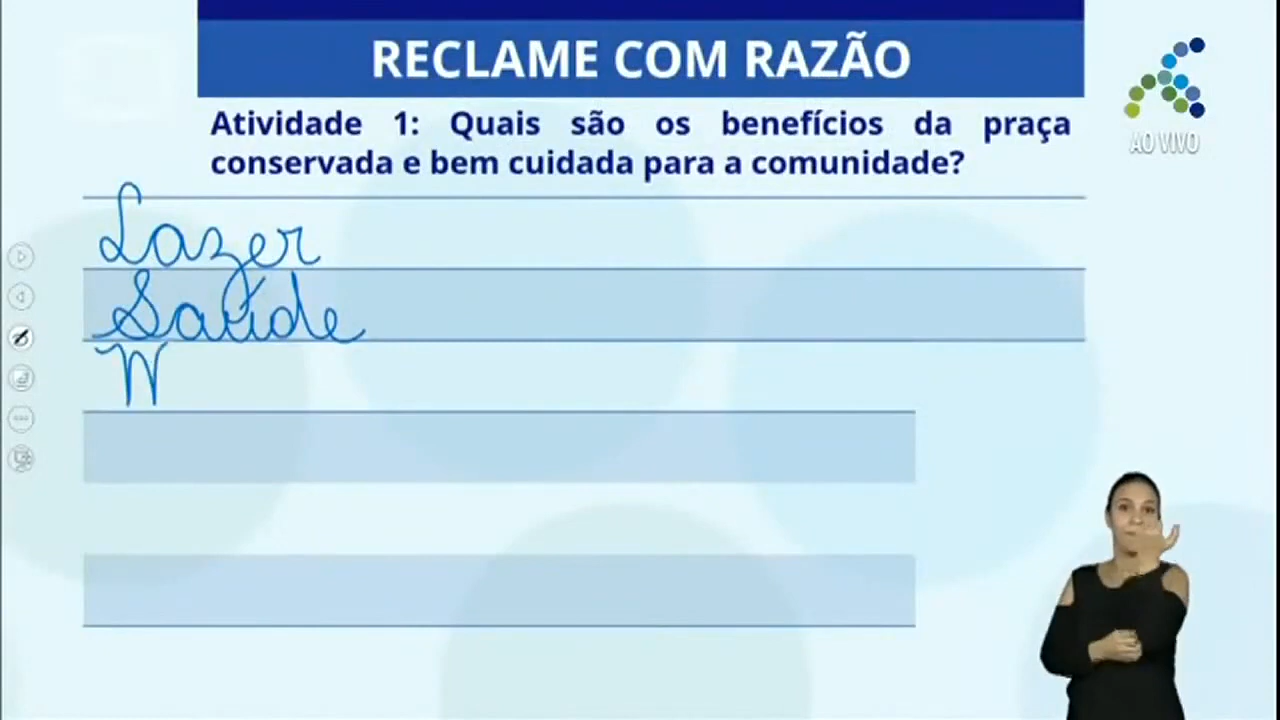 RECLAME COM RAZÃO
Atividade 1: Quais são os benefícios da praça
conservada e bem cuidada para a comunidade?
AO VIVO
Lazer
Saúde